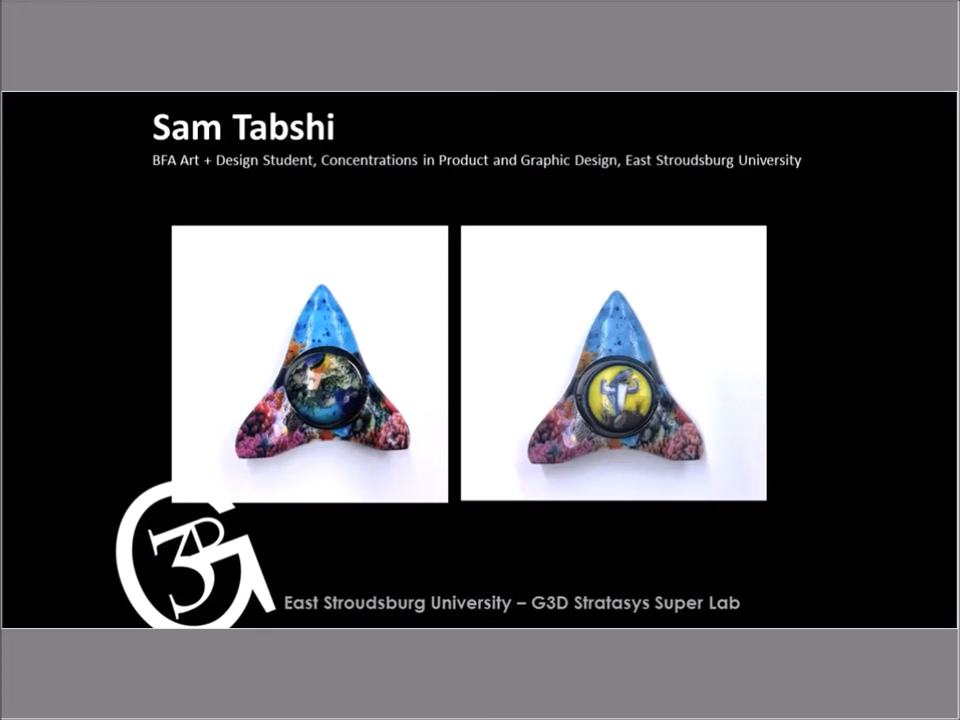 Sam Tabshi
BFA Art + Design Student, Concentrations in Product and Graphic Design, East Stroudsburg University
G3D
East Stroudsburg University – G3D Stratasys Super Lab